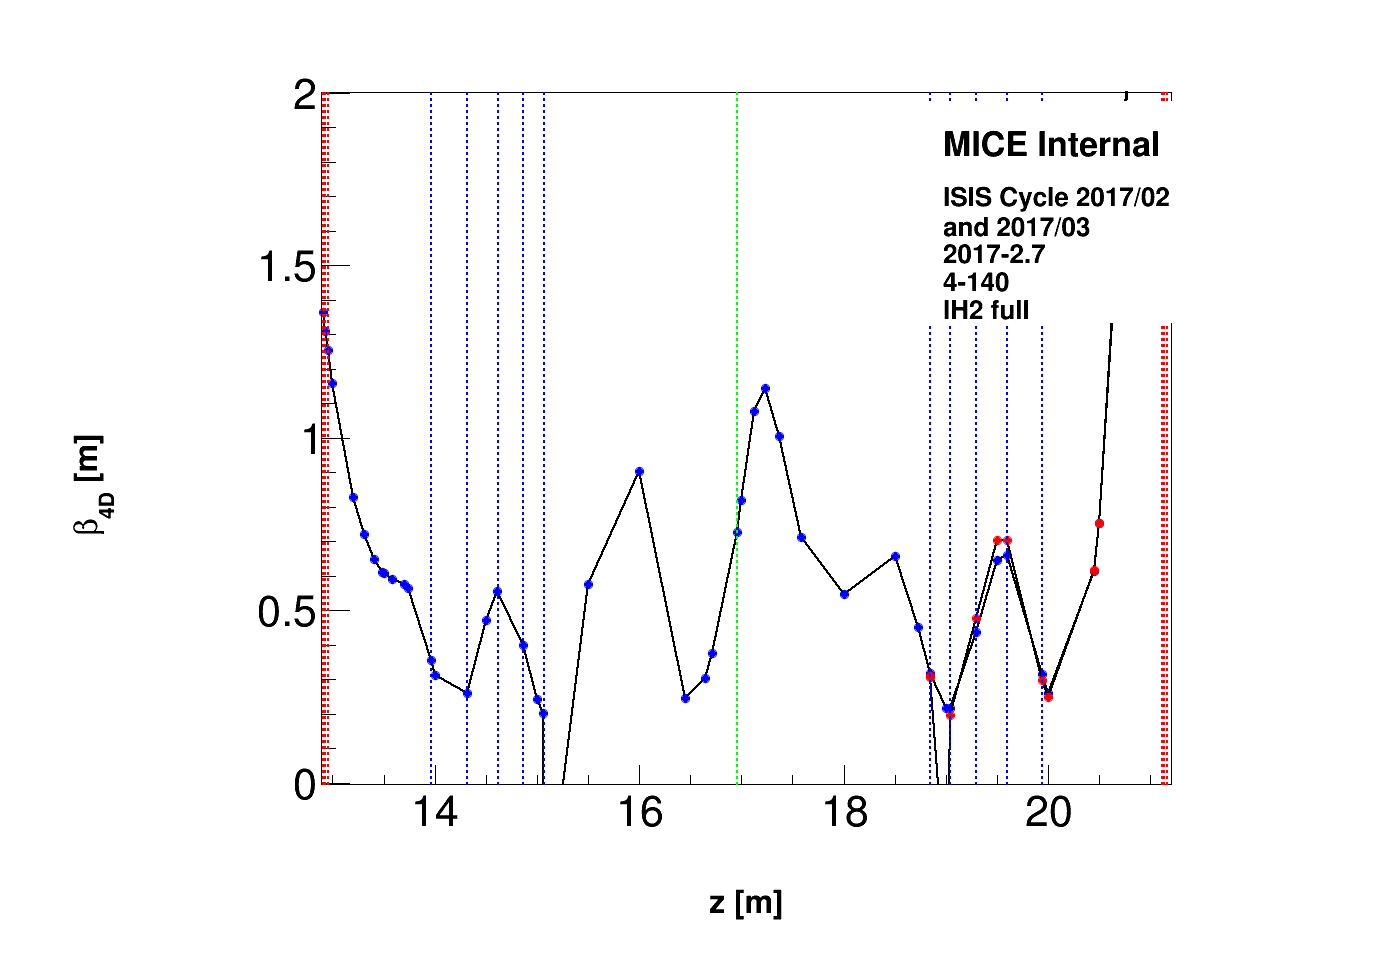 2
1.5
1
0.5
0
14 16 18 20
z [m]
β4D [m]
MICE Internal
ISIS Cycle 2017/02
and 2017/03
2017-2.7
4-140
IH2 full